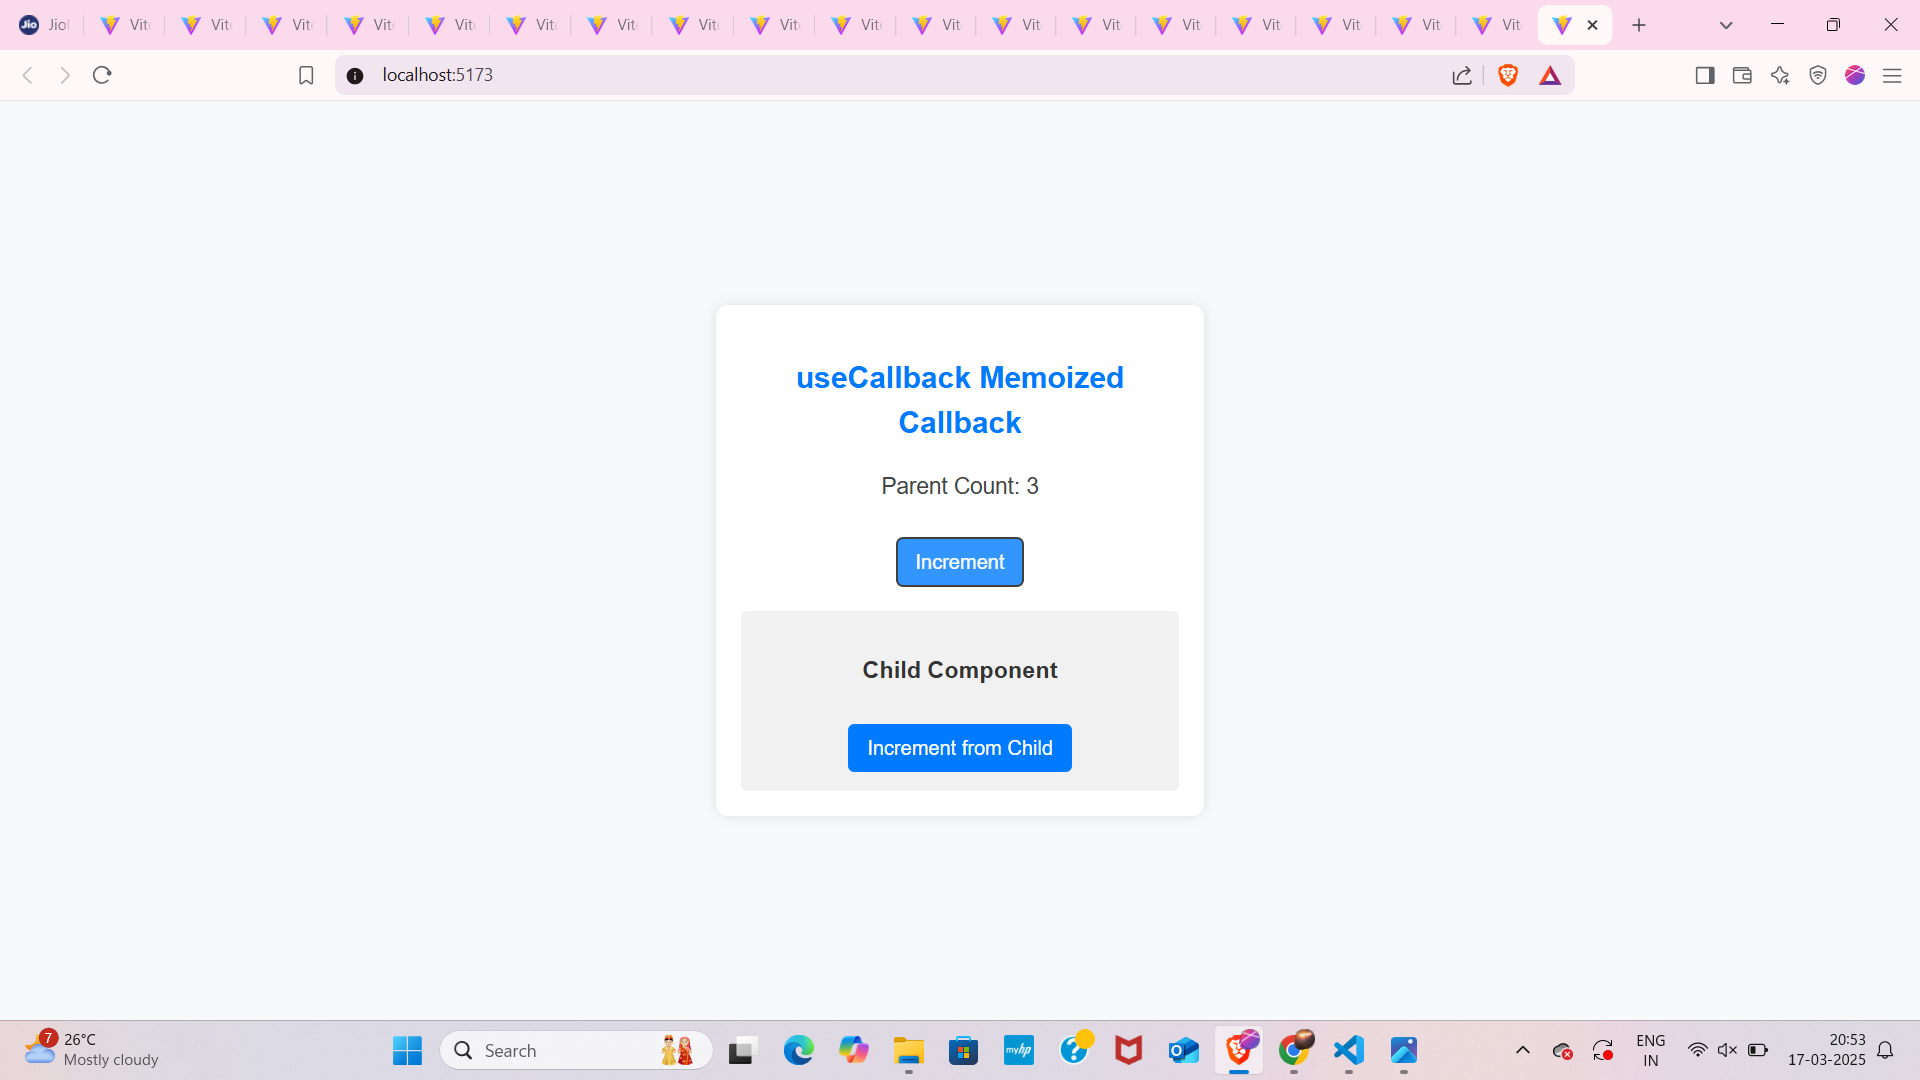 Jio Jio
Vit Vit Vit Vit Vit Vit Vit Vit Vit Vit Vit Vit Vit Vit Vit Vit Vit Vit
localhost:5173
useCallback Memoized
Callback
Parent Count: 3
Increment
Child Component
Increment from Child
7
26°C
Mostly cloudy
Search
myhp
ENG
IN
20:53
17-03-2025